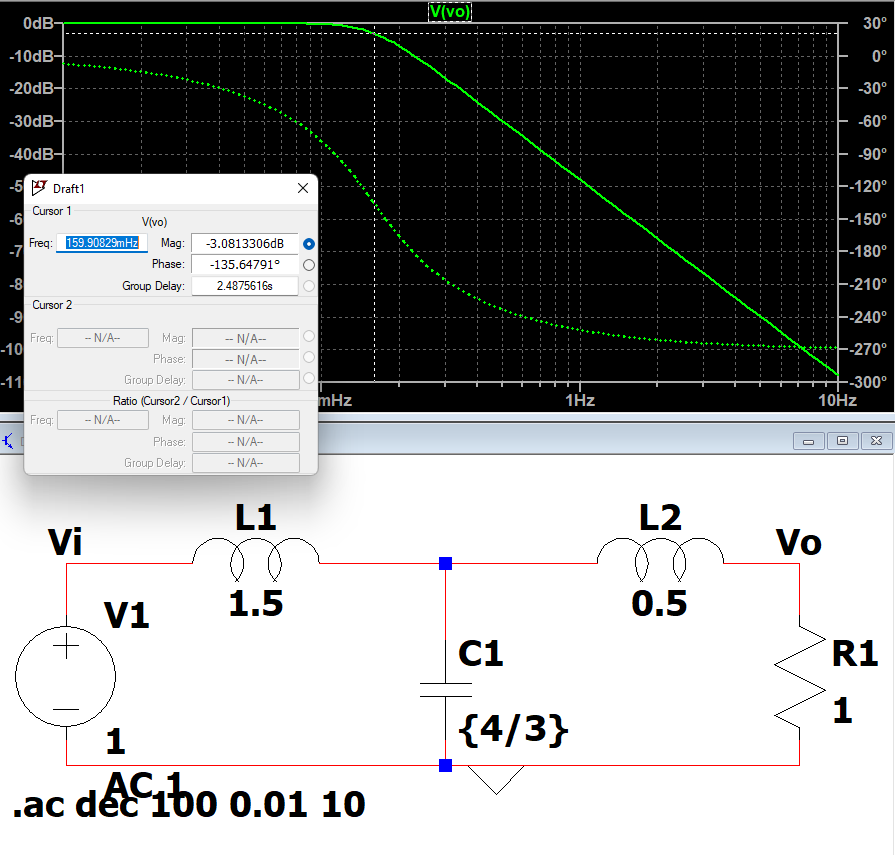 V(vo)
0dB 30°
-10dB 0°
-20dB -30°
-30dB -60°
-40dB -90°
-5 -120°
-6 -150°
-7 -180°
-8 -210°
-9 -240°
-10 -270°
-11 -300°
mHz 1Hz 10Hz
Draft1
Cursor 1
V(vo)
Freq: 159.90829mHz Mag: -3.0813306dB
Phase: -135.64791°
Group Delay: 2.4875616s
Cursor 2
Freq: -- N/A-- Mag: -- N/A--
Phase: -- N/A--
Group Delay: -- N/A--
Ratio (Cursor2 / Cursor1)
Freq: -- N/A-- Mag: -- N/A--
Phase: -- N/A--
Group Delay: -- N/A--
L1 L2
Vi Vo
1.5 0.5
V1
C1 R1
{4/3} 1
1
AC 1
.ac dec 100 0.01 10